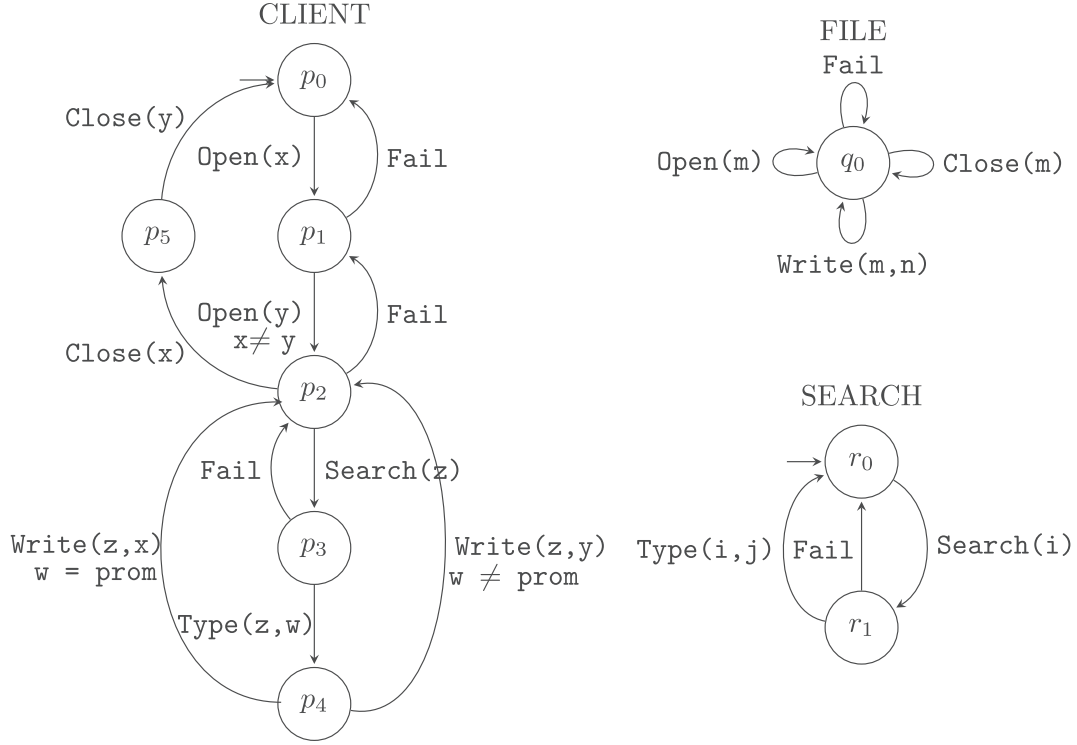 CLIENT
p0
Close(y)
Open(x)
Fail
p5
p1
Open(y)
x≠ y
Fail
Close(x)
p2
Fail
Search(z)
p3
Write(z,x)
w = prom
Write(z,y)
w ≠ prom
Type(z,w)
p4
FILE
Fail
Open(m)
q0
Close(m)
Write(m,n)
SEARCH
r0
Type(i,j)
Fail
Search(i)
r1